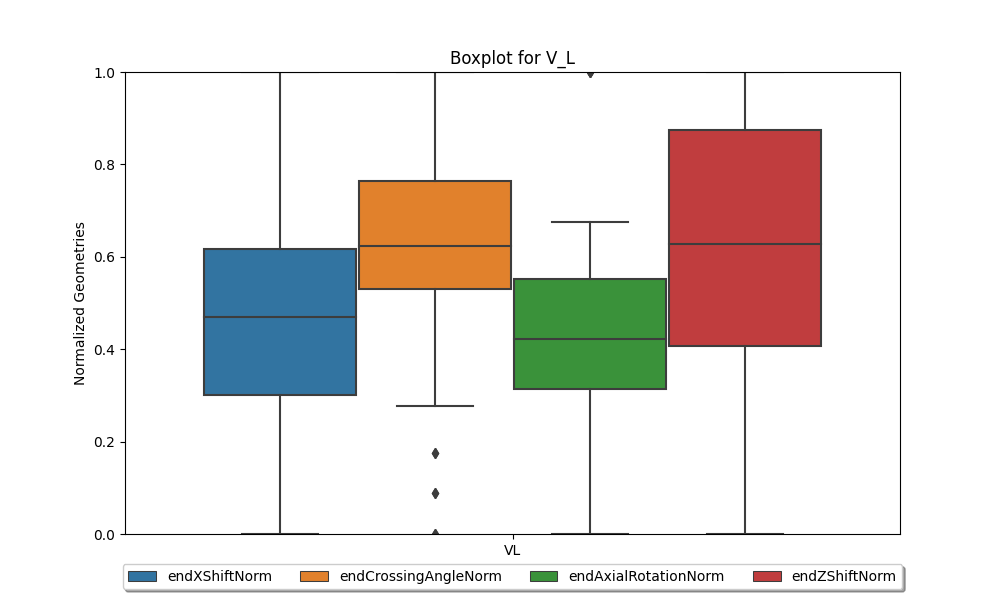 Boxplot for V_L
Normalized Geometries
1.0
0.8
0.6
0.4
0.2
0.0
VL
endXShiftNorm endCrossingAngleNorm endAxialRotationNorm endZShiftNorm